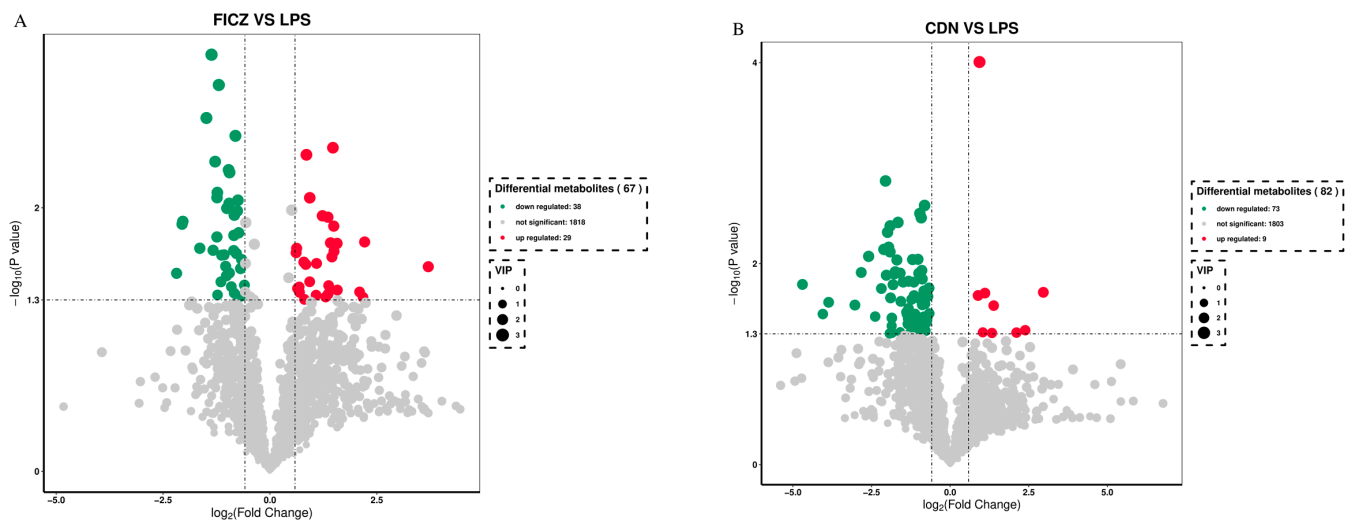 A
FICZ VS LPS
2
1.3
2
−log10(P value)
−5.0
−2.5
0.0
2.5
log2(Fold Change)
Differential metabolites ( 67 )
down regulated: 38
not significant: 1818
up regulated: 29
VIP
0
1
2
3
B
CDN VS LPS
4
2
1.3
0
−log10(P value)
−5.0
−2.5
0.0
2.5
5.0
log2(Fold Change)
Differential metabolites ( 82 )
down regulated: 73
not significant: 1803
up regulated: 9
VIP
0
1
2
3